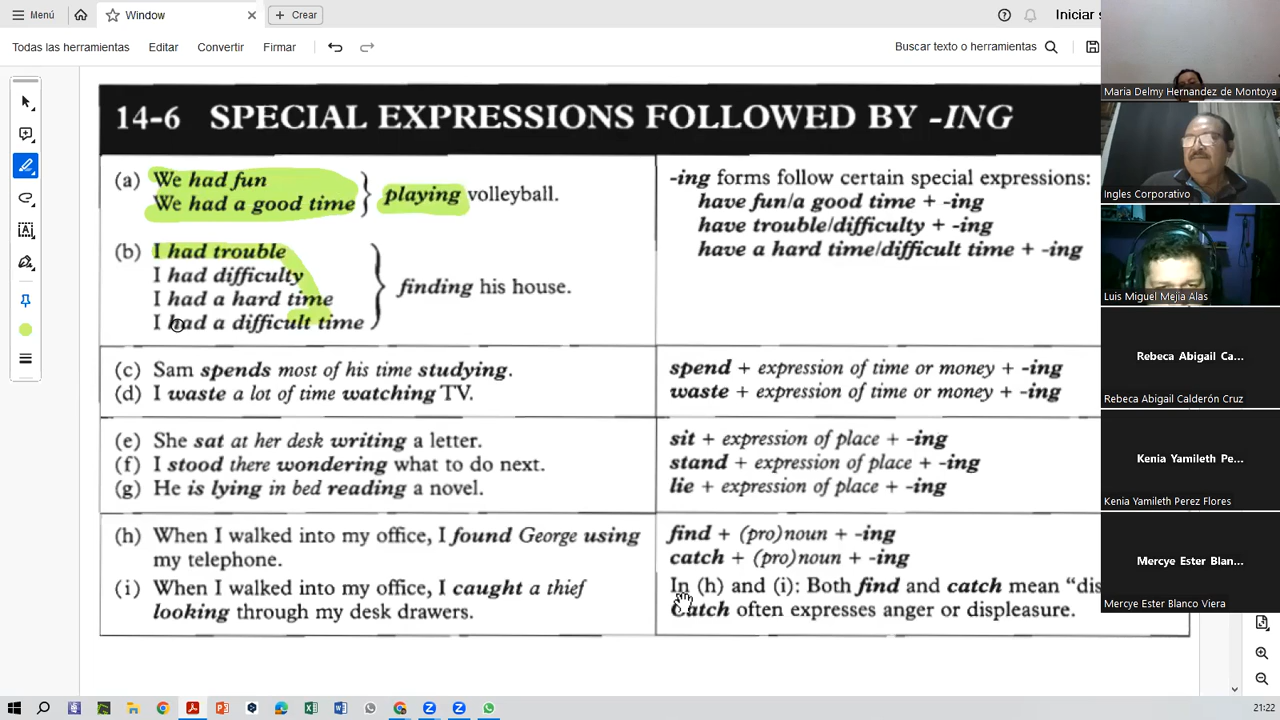 Menú
Window
Crear
Iniciar s
Todas las herramientas
Editar
Convertir
Firmar
Buscar texto o herramientas
14-6 SPECIAL EXPRESSIONS FOLLOWED BY -ING
(a) We had fun
We had a good time
playing volleyball.
(b) I had trouble
I had difficulty
I had a hard time
I had a difficult time
finding his house.
-ing forms follow certain special expressions:
have fun/a good time + -ing
have trouble/difficulty + -ing
have a hard time/difficult time + -ing
(c) Sam spends most of his time studying.
(d) I waste a lot of time watching TV.
spend + expression of time or money + -ing
waste + expression of time or money + -ing
(e) She sat at her desk writing a letter.
(f) I stood there wondering what to do next.
(g) He is lying in bed reading a novel.
sit + expression of place + -ing
stand + expression of place + -ing
lie + expression of place + -ing
(h) When I walked into my office, I found George using
my telephone.
(i) When I walked into my office, I caught a thief
looking through my desk drawers.
find + (pro)noun + -ing
catch + (pro)noun + -ing
In (h) and (i): Both find and catch mean “dis
Catch often expresses anger or displeasure.
Maria Delmy Hernandez de Montoya
Ingles Corporativo
Luis Miguel Mejia Alas
Rebeca Abigail Ca...
Rebeca Abigail Calderón Cruz
Kenia Yamileth Pe...
Kenia Yamileth Perez Flores
Mercye Ester Blan...
Mercye Ester Blanco Viera
21:22